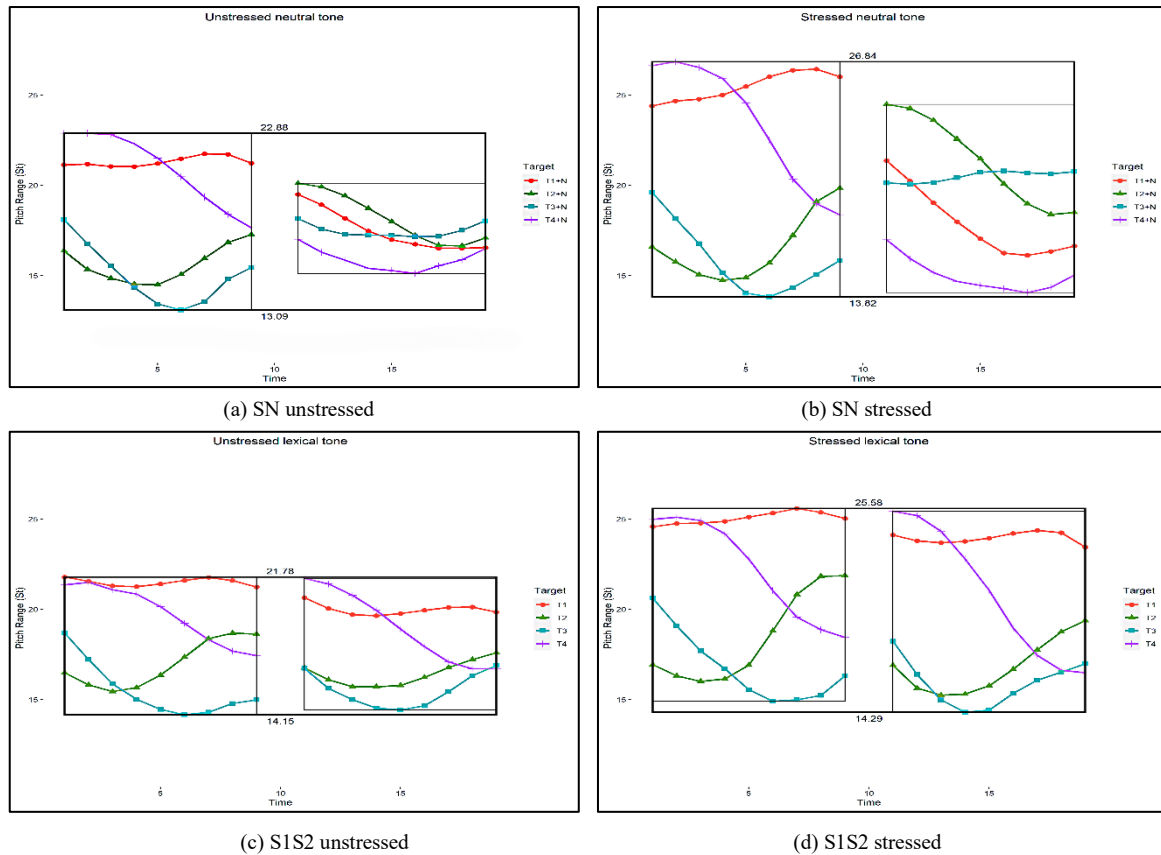 Unstressed neutral tone
Pitch Range (St)
25
20
15
22.88
13.09
5
10
15
Time
Target
T1+N
T2+N
T3+N
T4+N
(a) SN unstressed
Stressed neutral tone
Pitch Range (St)
25
20
15
26.84
13.82
5
10
15
Time
Target
T1+N
T2+N
T3+N
T4+N
(b) SN stressed
Unstressed lexical tone
Pitch Range (St)
25
20
15
21.78
14.15
5
10
15
Time
Target
T1
T2
T3
T4
(c) S1S2 unstressed
Stressed lexical tone
Pitch Range (St)
25
20
15
25.58
14.29
5
10
15
Time
Target
T1
T2
T3
T4
(d) S1S2 stressed